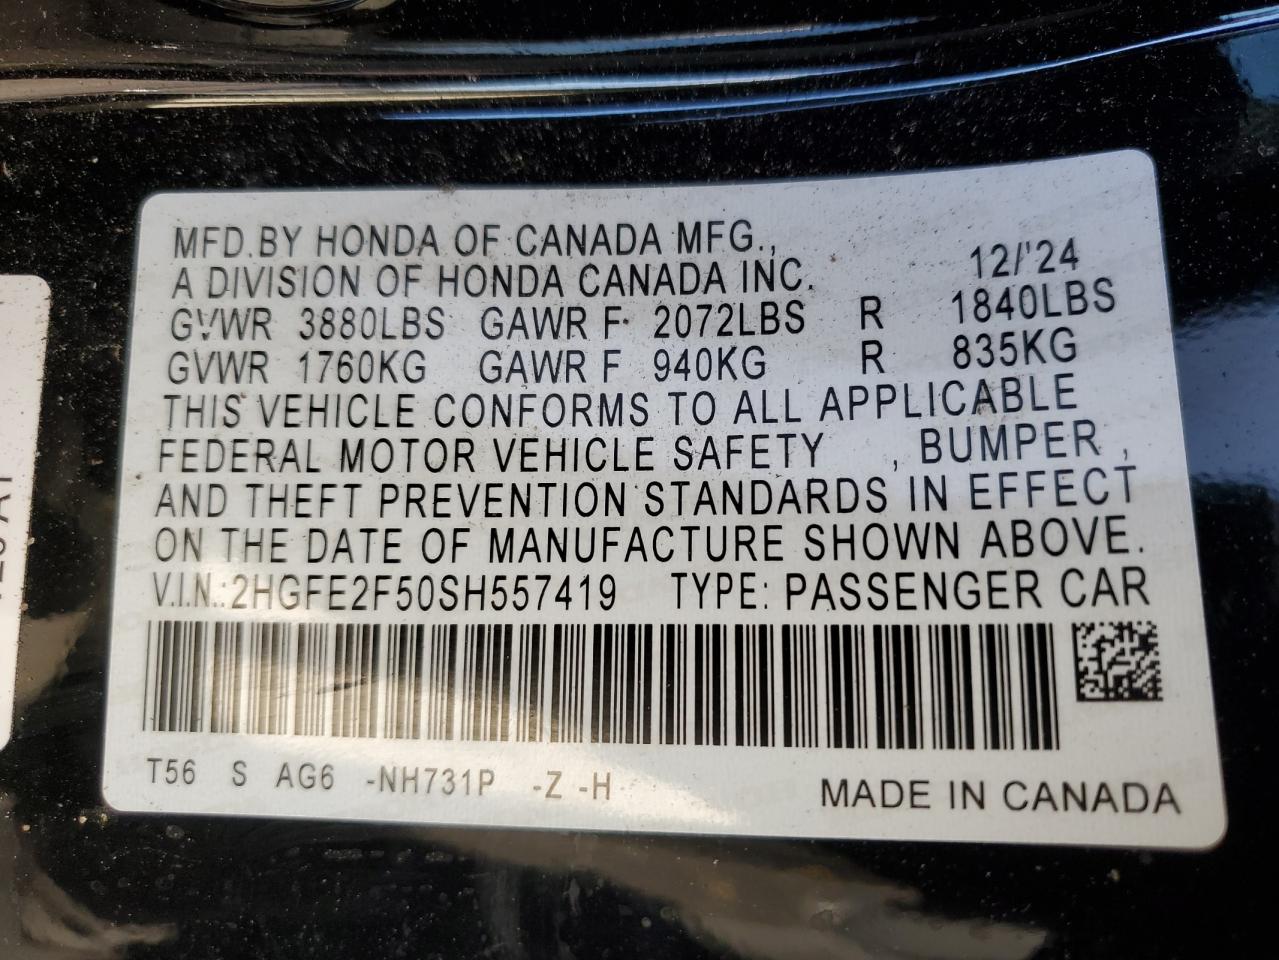 MFD.BY HONDA OF CANADA MFG.,
A DIVISION OF HONDA CANADA INC. 12/'24
GVWR 3880LBS GAWR F 2072LBS R 1840LBS
GVWR 1760KG GAWR F 940KG R 835KG
THIS VEHICLE CONFORMS TO ALL APPLICABLE
FEDERAL MOTOR VEHICLE SAFETY , BUMPER ,
AND THEFT PREVENTION STANDARDS IN EFFECT
ON THE DATE OF MANUFACTURE SHOWN ABOVE.
V.I.N.:2HGFE2F50SH557419 TYPE: PASSENGER CAR
T56 S AG6 -NH731P -Z -H
MADE IN CANADA